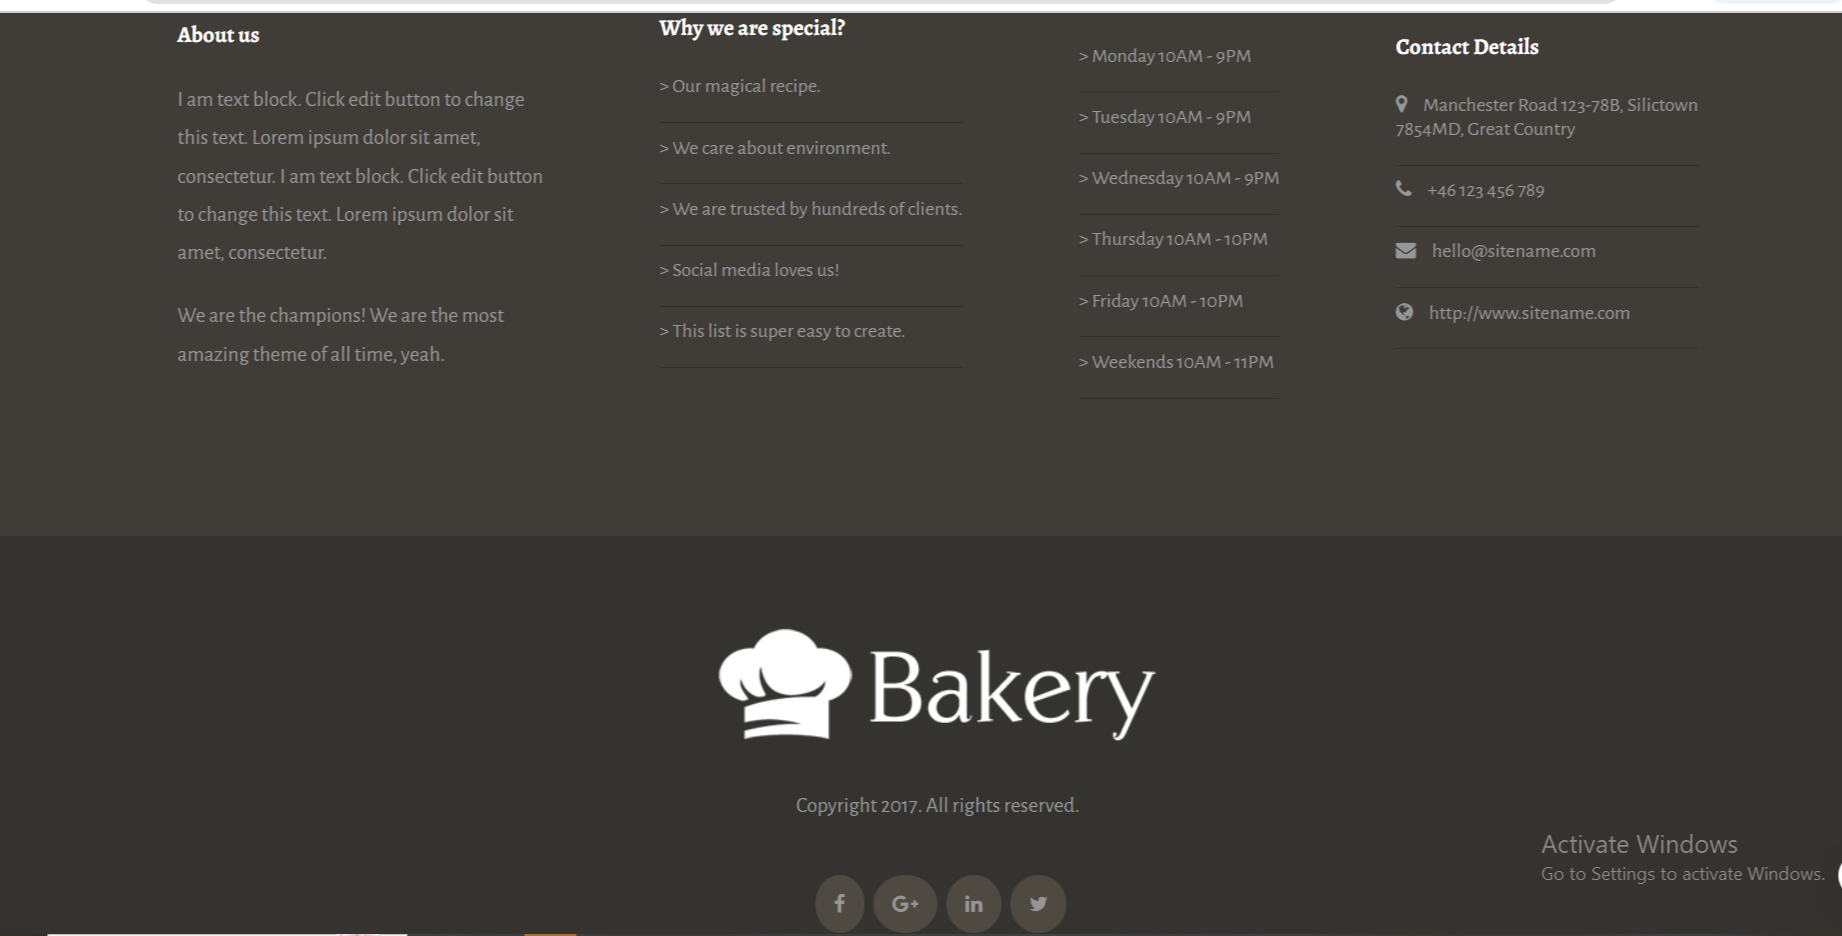 About us
I am text block. Click edit button to change
this text. Lorem ipsum dolor sit amet,
consectetur. I am text block. Click edit button
to change this text. Lorem ipsum dolor sit
amet, consectetur.
We are the champions! We are the most
amazing theme of all time, yeah.
Why we are special?
> Our magical recipe.
> We care about environment.
> We are trusted by hundreds of clients.
> Social media loves us!
> This list is super easy to create.
> Monday 10AM - 9PM
> Tuesday 10AM - 9PM
> Wednesday 10AM - 9PM
> Thursday 10AM - 10PM
> Friday 10AM - 10PM
> Weekends 10AM - 11PM
Contact Details
Manchester Road 123-78B, Silictown
7854MD, Great Country
+46 123 456 789
hello@sitename.com
http://www.sitename.com
Bakery
Copyright 2017. All rights reserved.
Activate Windows
Go to Settings to activate Windows.
f G+ in